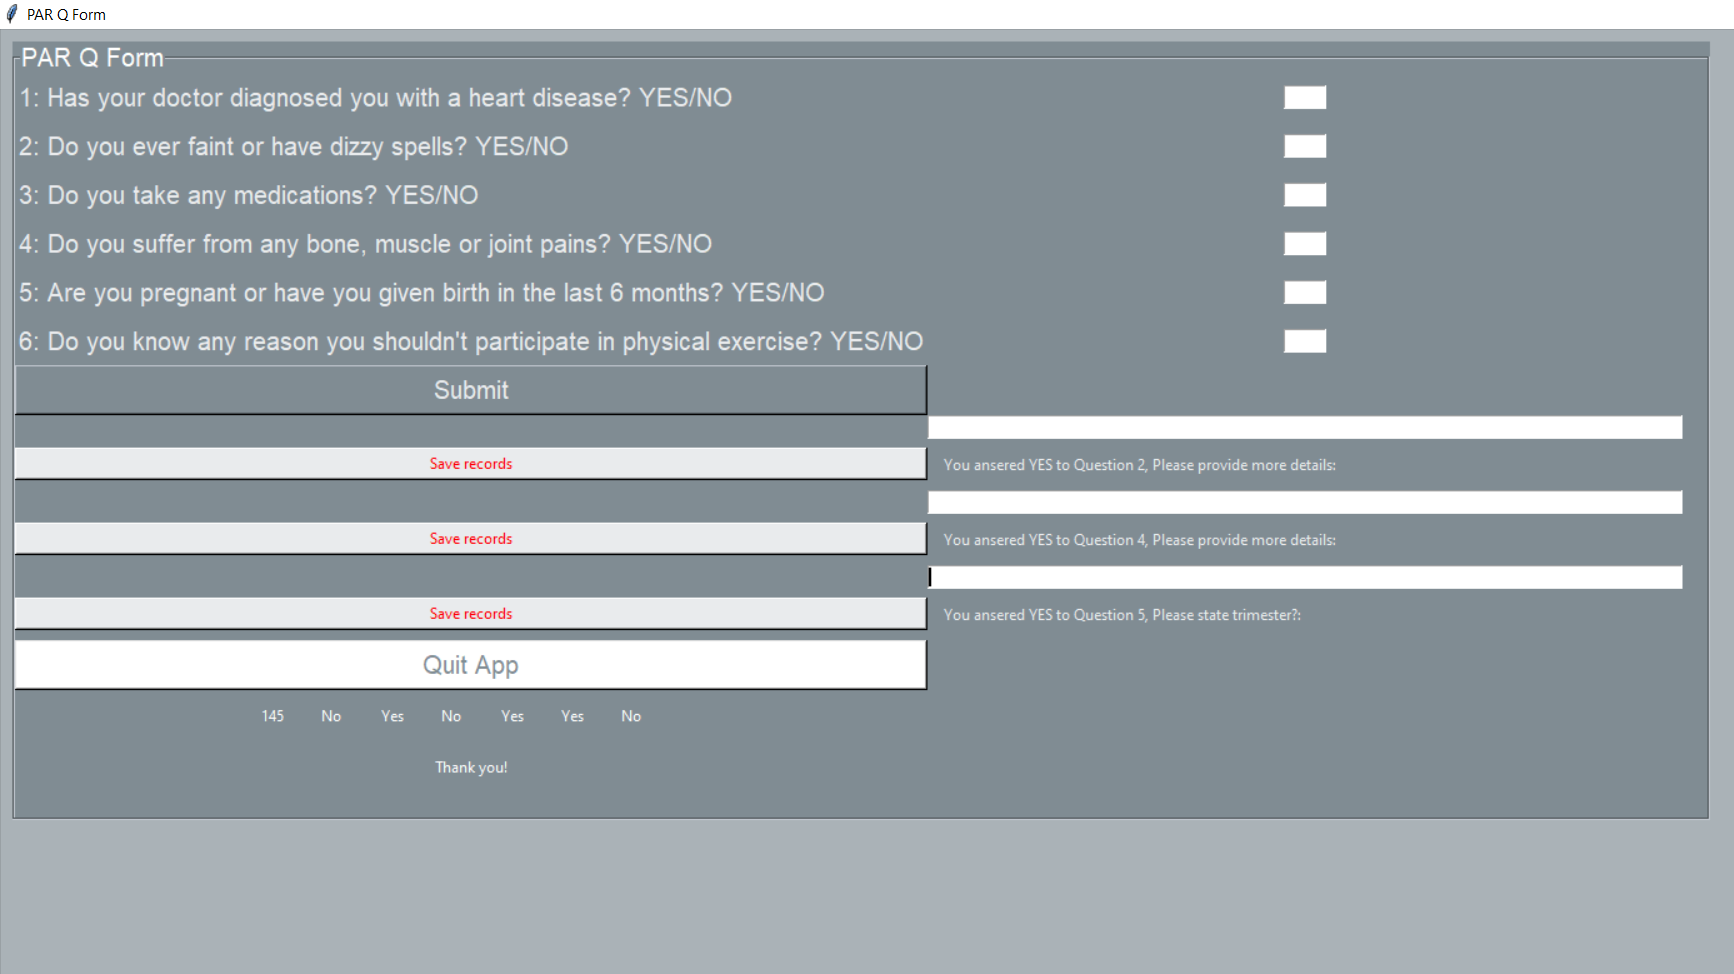 PAR Q Form
PAR Q Form
1: Has your doctor diagnosed you with a heart disease? YES/NO
2: Do you ever faint or have dizzy spells? YES/NO
3: Do you take any medications? YES/NO
4: Do you suffer from any bone, muscle or joint pains? YES/NO
5: Are you pregnant or have you given birth in the last 6 months? YES/NO
6: Do you know any reason you shouldn't participate in physical exercise? YES/NO
Submit
Save records You ansered YES to Question 2, Please provide more details:
Save records You ansered YES to Question 4, Please provide more details:
Save records You ansered YES to Question 5, Please state trimester?:
Quit App
145 No Yes No Yes Yes No
Thank you!